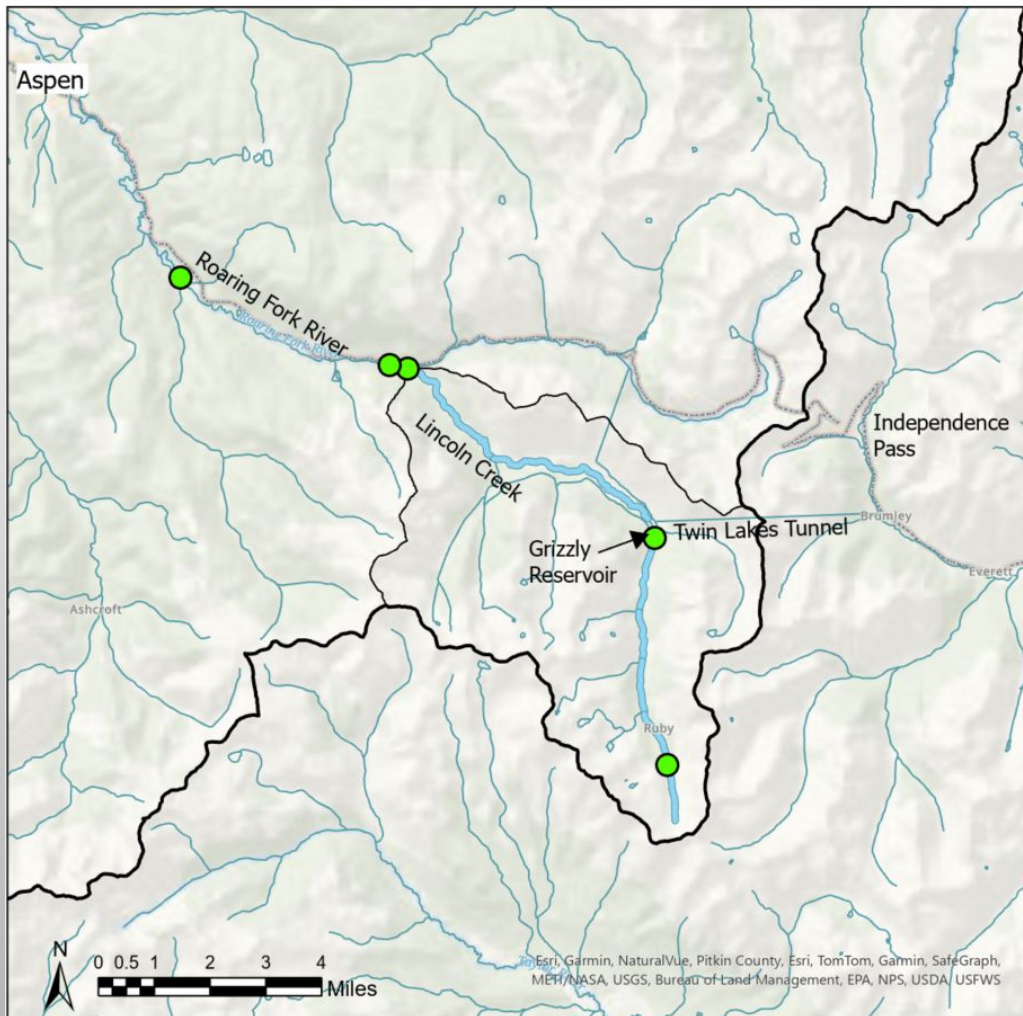 Aspen
Roaring Fork River
Roaring Fork
Lincoln Creek
Independence
Pass
Brumley
Twin Lakes Tunnel
Grizzly
Reservoir
Everett
Ashcroft
Ruby
N
0 0.5 1 2 3 4
Miles
Esri, Garmin, NaturalVue, Pitkin County, Esri, TomTom, Garmin, SafeGraph,
METI/NASA, USGS, Bureau of Land Management, EPA, NPS, USDA, USFWS